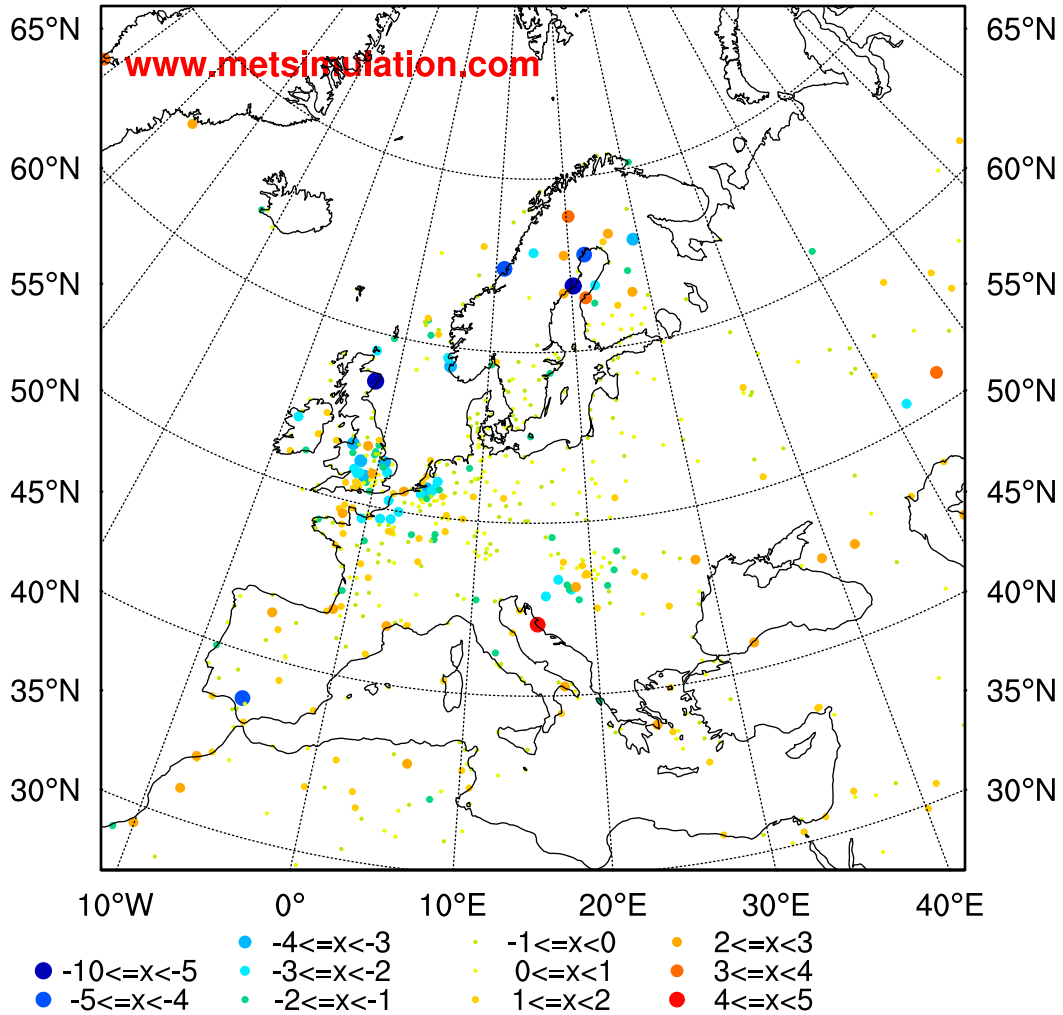 www.metsimulation.com
65°N 65°N
60°N 60°N
55°N 55°N
50°N 50°N
45°N 45°N
40°N 40°N
35°N 35°N
30°N 30°N
10°W 0° 10°E 20°E 30°E 40°E
-4<=x<-3 -1<=x<0 2<=x<3
-10<=x<-5 -3<=x<-2 0<=x<1 3<=x<4
-5<=x<-4 -2<=x<-1 1<=x<2 4<=x<5